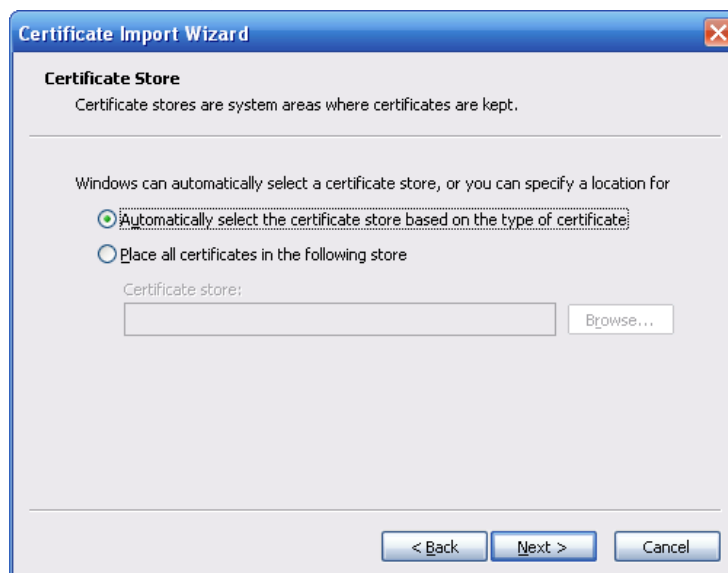 Certificate Import Wizard
Certificate Store
Certificate stores are system areas where certificates are kept.
Windows can automatically select a certificate store, or you can specify a location for
Automatically select the certificate store based on the type of certificate
Place all certificates in the following store
Certificate store:
Browse...
< Back Next > Cancel